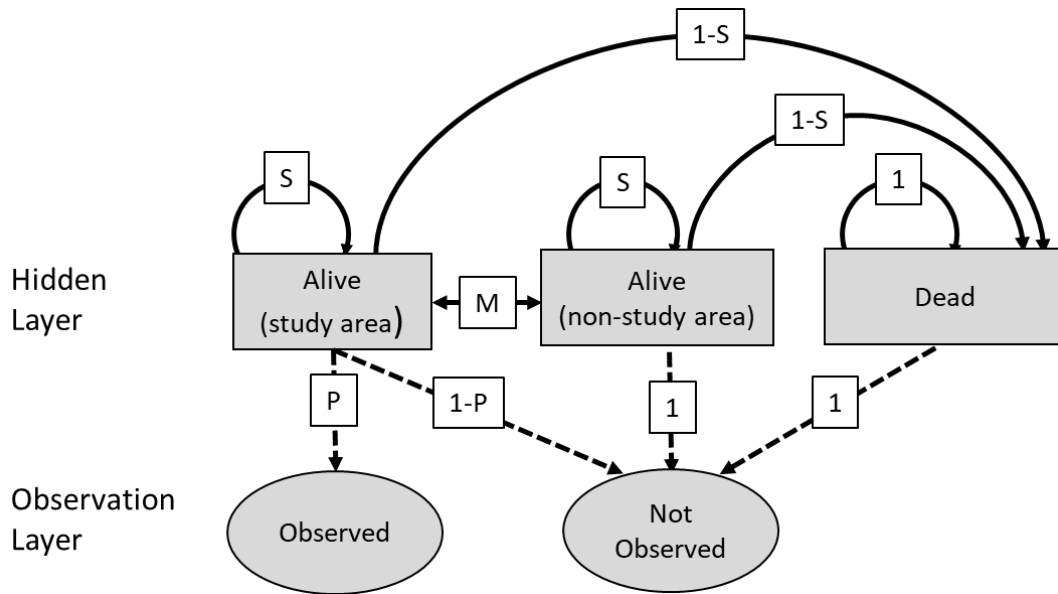 1-S
1-S
S
S
1
Hidden
Layer
Alive
(study area)
M
Alive
(non-study area)
Dead
P
1-P
1
1
Observation
Layer
Observed
Not
Observed